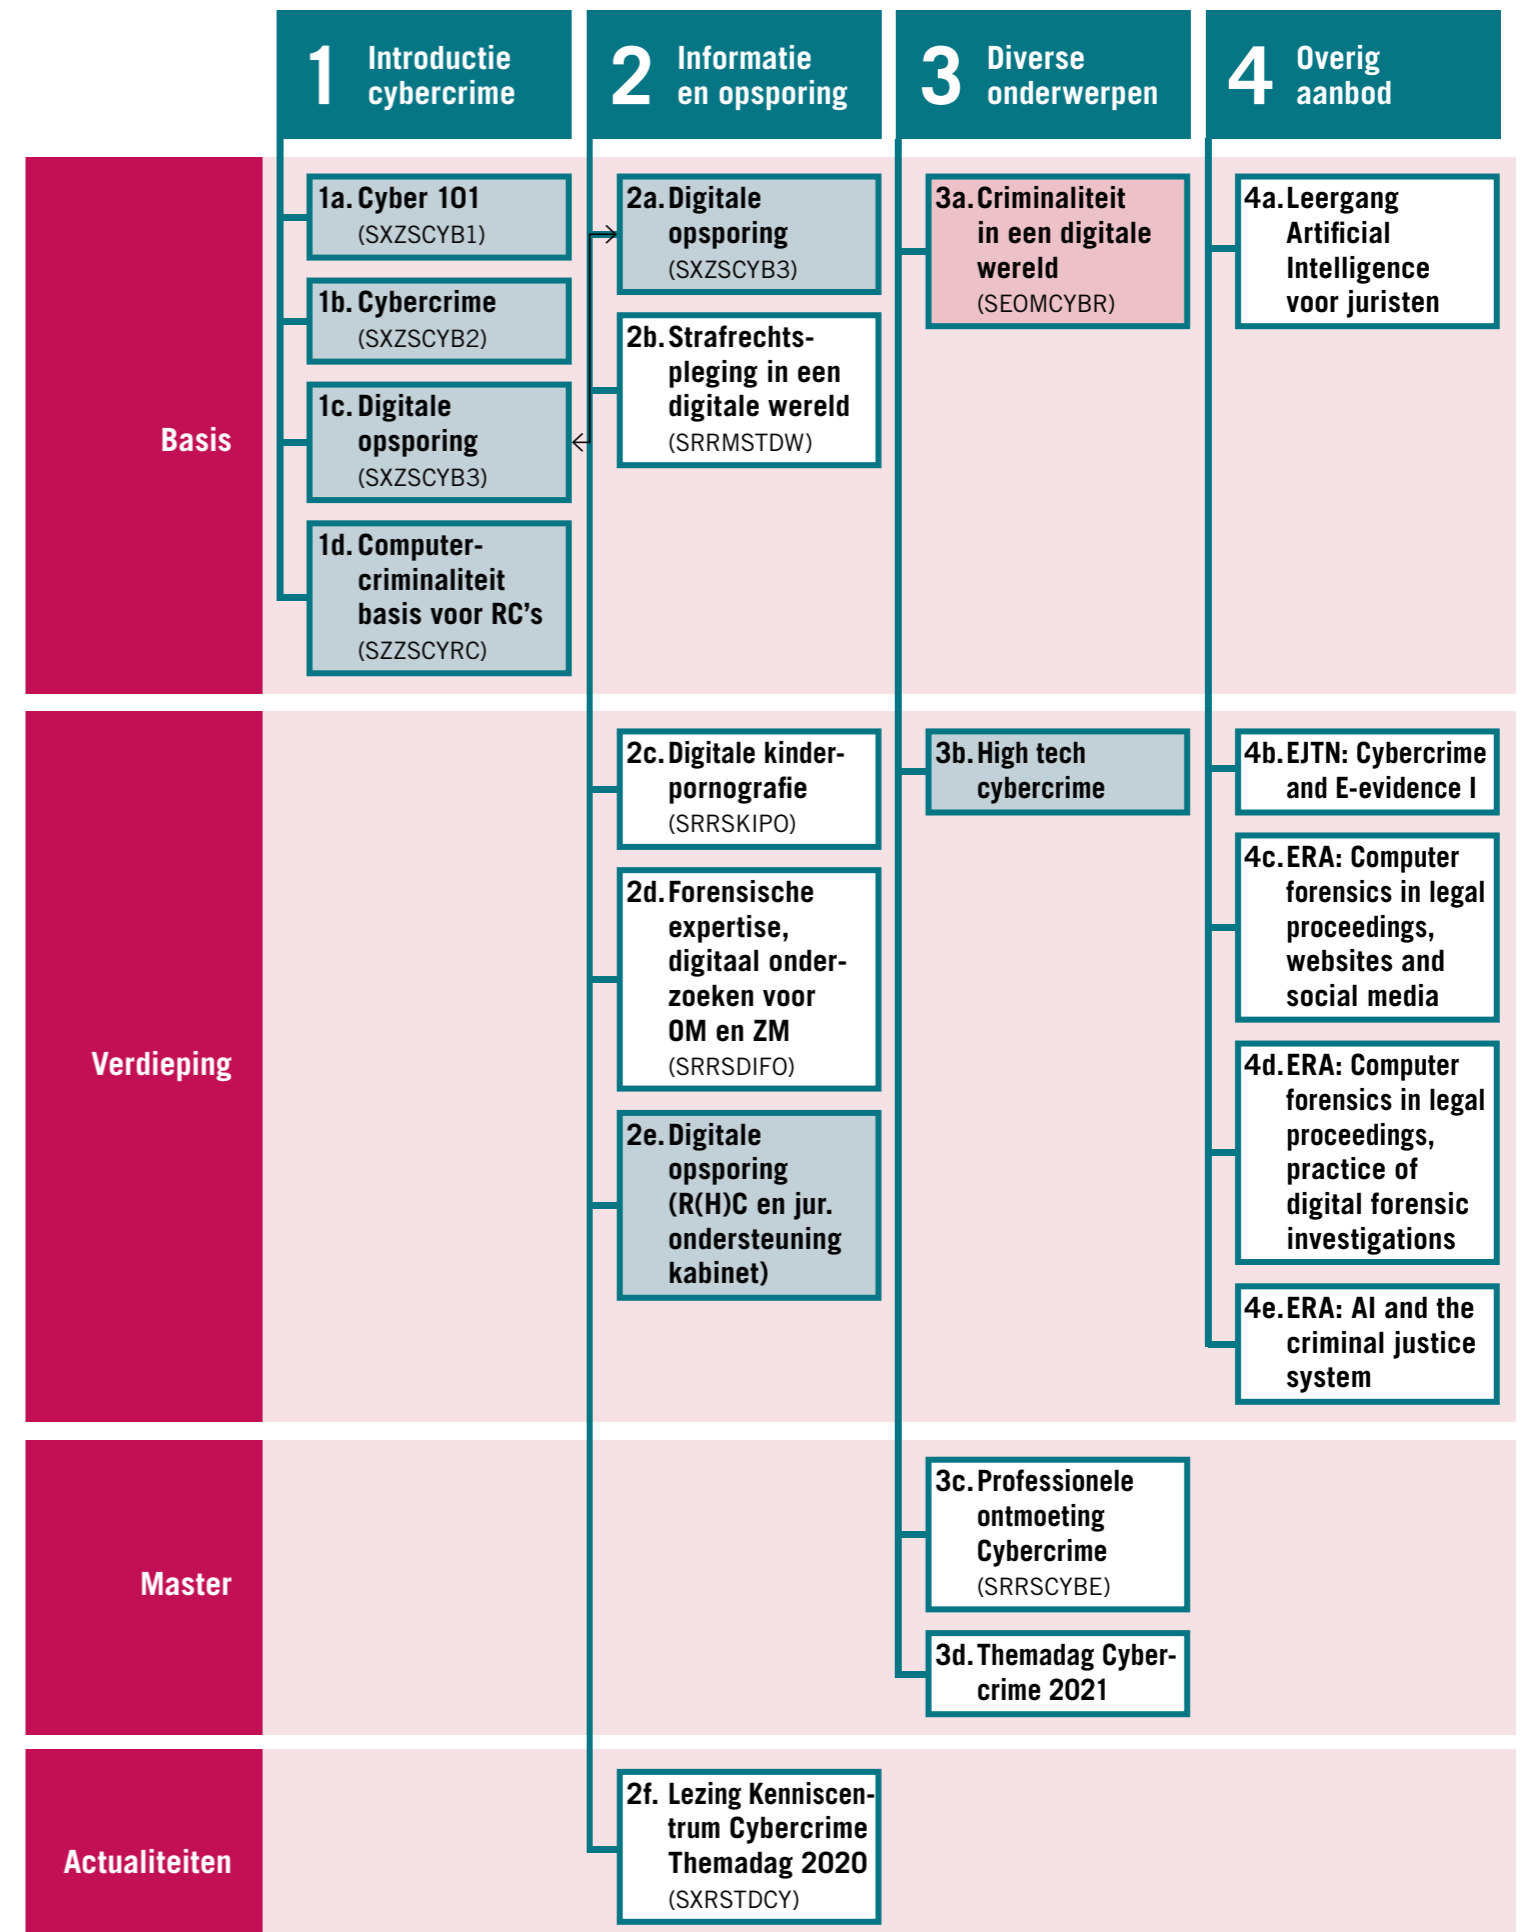 1 Introductie
cybercrime
2 Informatie
en opsporing
3 Diverse
onderwerpen
4 Overig
aanbod
Basis
1a. Cyber 101
(SXZSCYB1)
1b. Cybercrime
(SXZSCYB2)
1c. Digitale
opsporing
(SXZSCYB3)
1d. Computer-
criminaliteit
basis voor RC's
(SZZSCYRC)
2a. Digitale
opsporing
(SXZSCYB3)
2b. Strafrechts-
pleging in een
digitale wereld
(SRRMSTDW)
3a. Criminaliteit
in een digitale
wereld
(SEOMCYBR)
4a. Leergang
Artificial
Intelligence
voor juristen
Verdieping
2c. Digitale kinder-
pornografie
(SRRSKIPO)
2d. Forensische
expertise,
digitaal onder-
zoeken voor
OM en ZM
(SRRSDIFO)
2e. Digitale
opsporing
(R(H)C en jur.
ondersteuning
kabinet)
3b. High tech
cybercrime
4b. EJTN: Cybercrime
and E-evidence I
4c. ERA: Computer
forensics in legal
proceedings,
websites and
social media
4d. ERA: Computer
forensics in legal
proceedings,
practice of
digital forensic
investigations
4e. ERA: AI and the
criminal justice
system
Master
3c. Professionele
ontmoeting
Cybercrime
(SRRSCYBE)
3d. Themadag Cyber-
crime 2021
Actualiteiten
2f. Lezing Kenniscen-
trum Cybercrime
Themadag 2020
(SXRSTDCY)